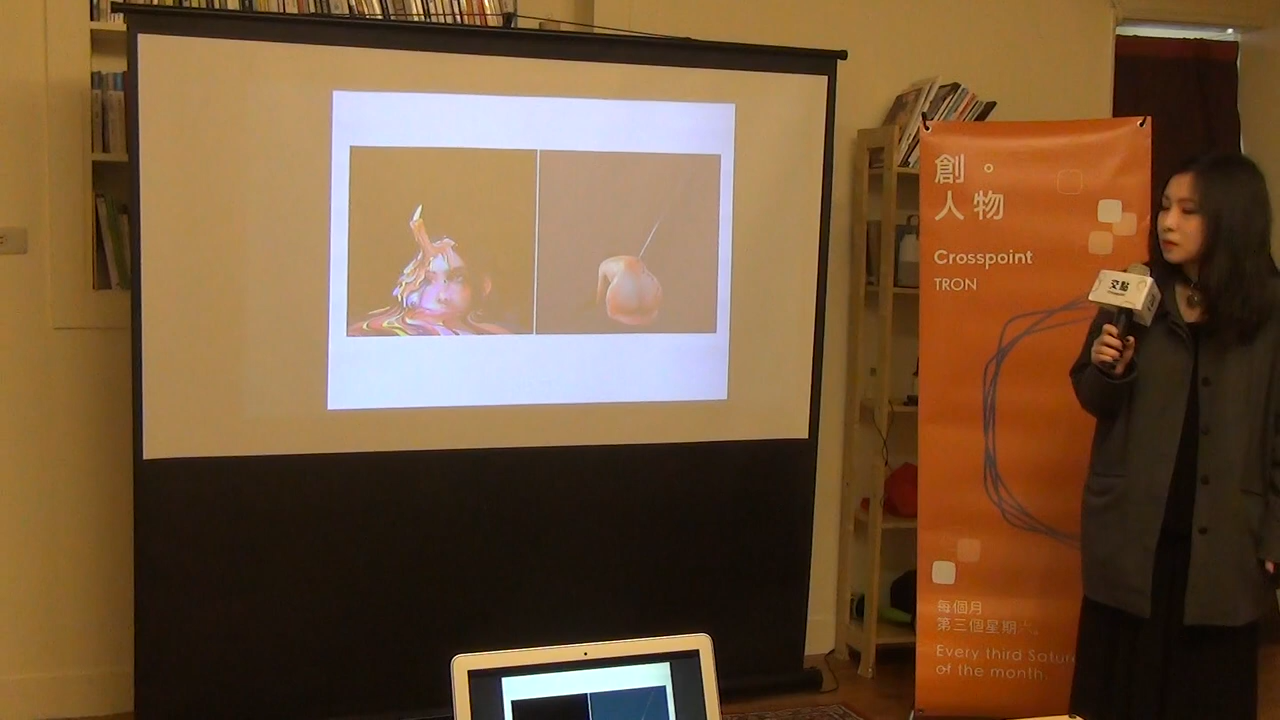 創。
人物
Crosspoint
TRON
交點
每個月
第三個星期六。
Every third
of the month.